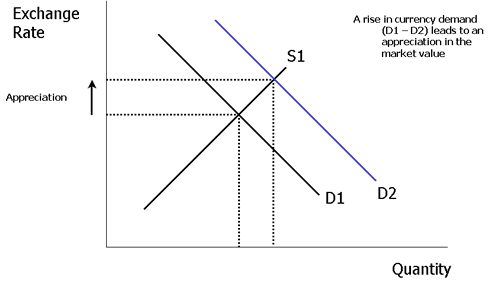 Exchange
Rate
A rise in currency demand
(D1 – D2) leads to an
appreciation in the
market value
S1
Appreciation
D1
D2
Quantity